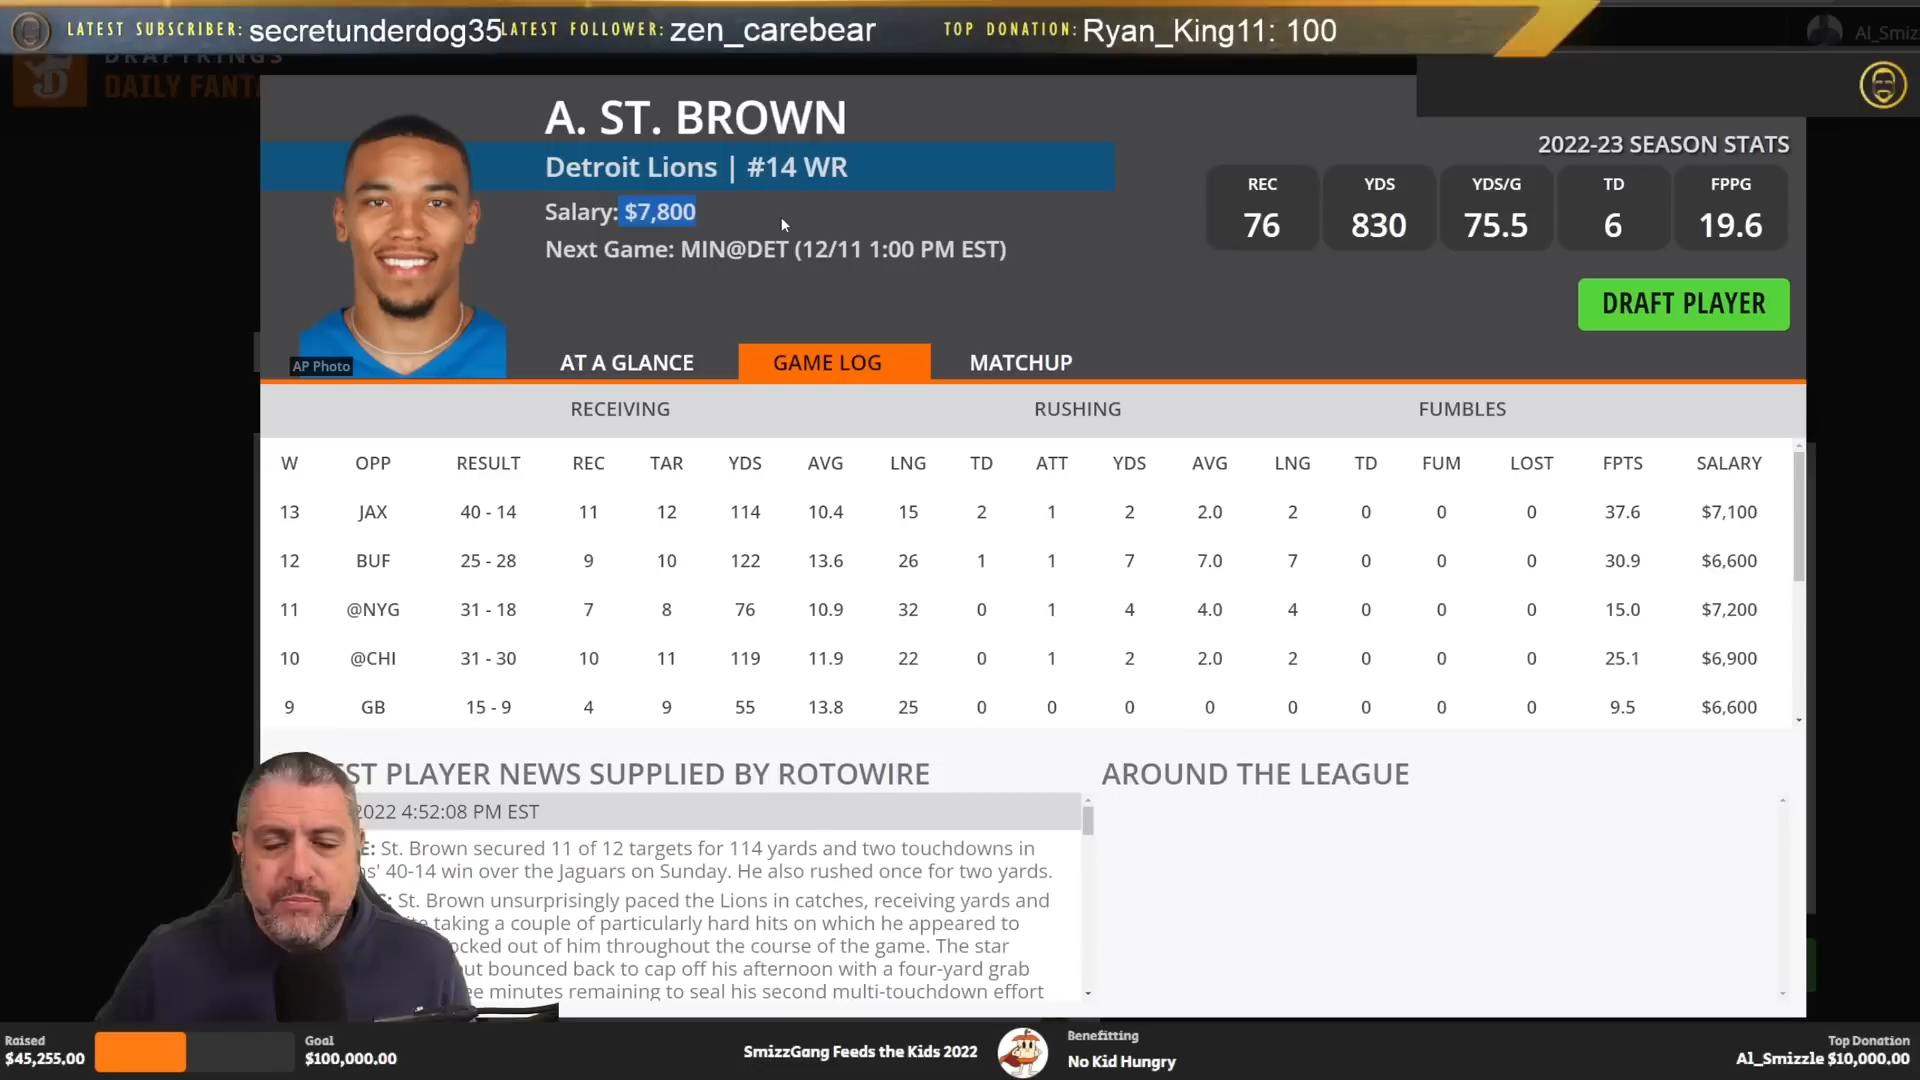 LATEST SUBSCRIBER: secretunderdog35 LATEST FOLLOWER: zen_carebear TOP DONATION: Ryan_King11: 100
Al_Smiz
DAILY FANT
A. ST. BROWN
Detroit Lions | #14 WR
Salary: $7,800
Next Game: MIN@DET (12/11 1:00 PM EST)
2022-23 SEASON STATS
REC YDS YDS/G TD FPPG
76 830 75.5 6 19.6
DRAFT PLAYER
AP Photo
AT A GLANCE GAME LOG MATCHUP
RECEIVING RUSHING FUMBLES
W OPP RESULT REC TAR YDS AVG LNG TD ATT YDS AVG LNG TD FUM LOST FPTS SALARY
13 JAX 40 - 14 11 12 114 10.4 15 2 1 2 2.0 2 0 0 0 37.6 $7,100
12 BUF 25 - 28 9 10 122 13.6 26 1 1 7 7.0 7 0 0 0 30.9 $6,600
11 @NYG 31 - 18 7 8 76 10.9 32 0 1 4 4.0 4 0 0 0 15.0 $7,200
10 @CHI 31 - 30 10 11 119 11.9 22 0 1 2 2.0 2 0 0 0 25.1 $6,900
9 GB 15 - 9 4 9 55 13.8 25 0 0 0 0 0 0 0 0 9.5 $6,600
EST PLAYER NEWS SUPPLIED BY ROTOWIRE
AROUND THE LEAGUE
2022 4:52:08 PM EST
E: St. Brown secured 11 of 12 targets for 114 yards and two touchdowns in
ns' 40-14 win over the Jaguars on Sunday. He also rushed once for two yards.
: St. Brown unsurprisingly paced the Lions in catches, receiving yards and
ite taking a couple of particularly hard hits on which he appeared to
ocked out of him throughout the course of the game. The star
out bounced back to cap off his afternoon with a four-yard grab
ee minutes remaining to seal his second multi-touchdown effort
Raised
$45,255.00
Goal
$100,000.00
SmizzGang Feeds the Kids 2022
Benefitting
No Kid Hungry
Top Donation
Al_Smizzle $10,000.00